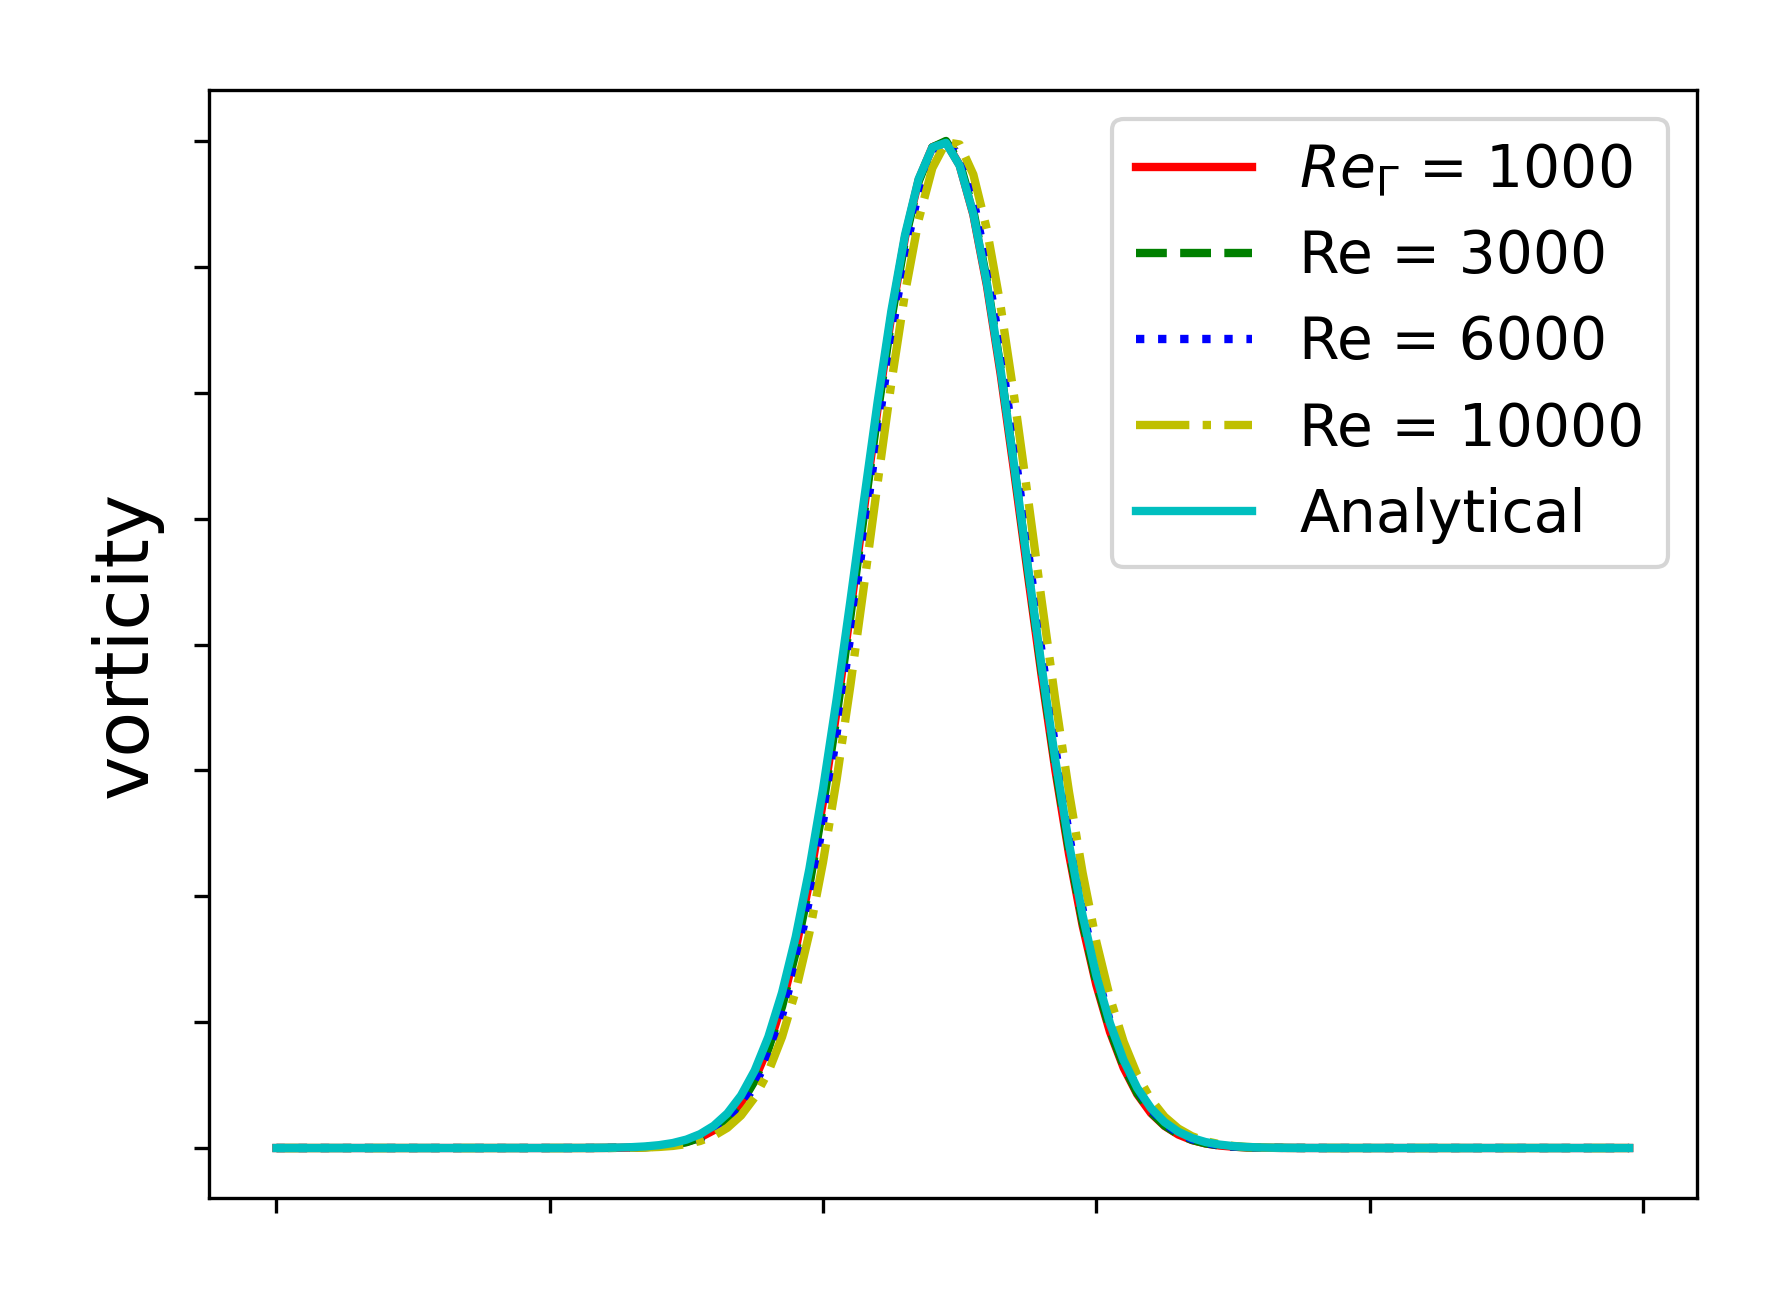 vorticity
Re_Γ = 1000
Re = 3000
Re = 6000
Re = 10000
Analytical